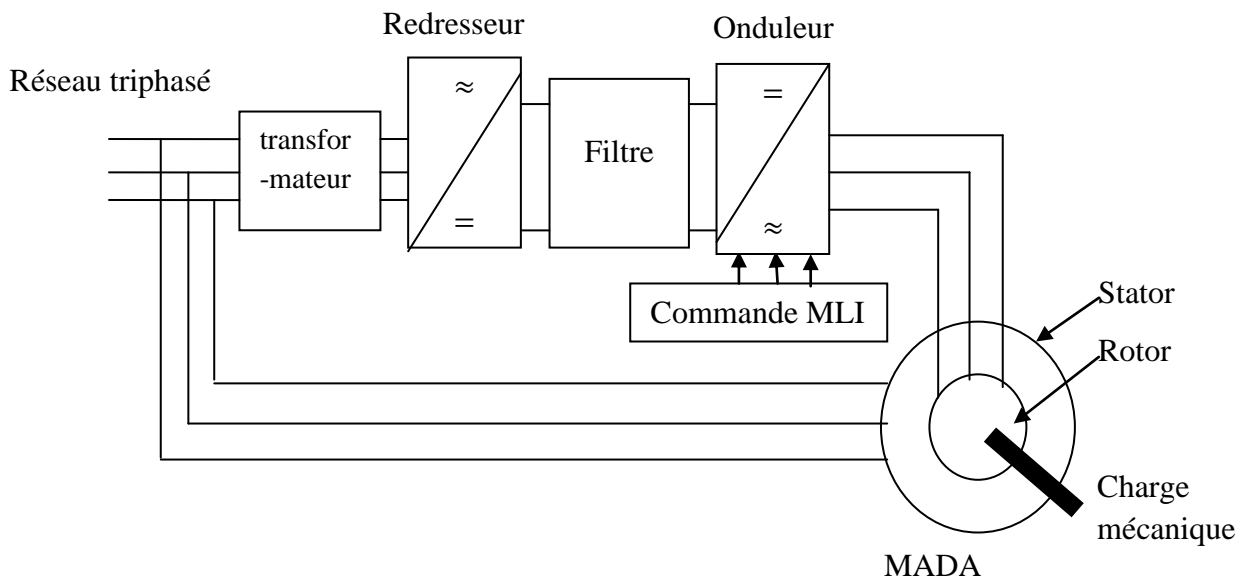 Redresseur
Onduleur
Réseau triphasé
transfor
-mateur
≈
=
Filtre
=
≈
Commande MLI
Stator
Rotor
Charge
mécanique
MADA